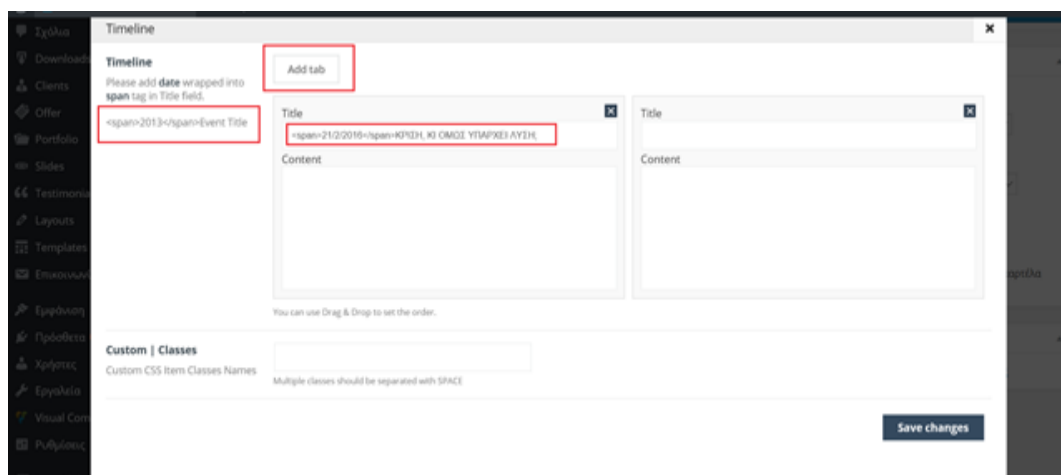 Timeline
Timeline
Please add date wrapped into
span tag in Title field.
<span>2013</span>Event Title
Add tab
Title
<span>21/2/2016</span>ΚΡΙΣΗ, ΚΙ ΟΜΩΣ ΥΠΑΡΧΕΙ ΛΥΣΗ;
Content
Title
Content
You can use Drag & Drop to set the order.
Custom | Classes
Custom CSS Item Classes Names
Multiple classes should be separated with SPACE
Save changes
Σχόλια
Downloads
Clients
Offer
Portfolio
Slides
Testimonia
Layouts
Templates
Επικοινων
Εμφάνιση
Πρόσθετα
Χρήστες
Εργαλεία
Visual Com
Ρυθμίσεις
καρτέλα